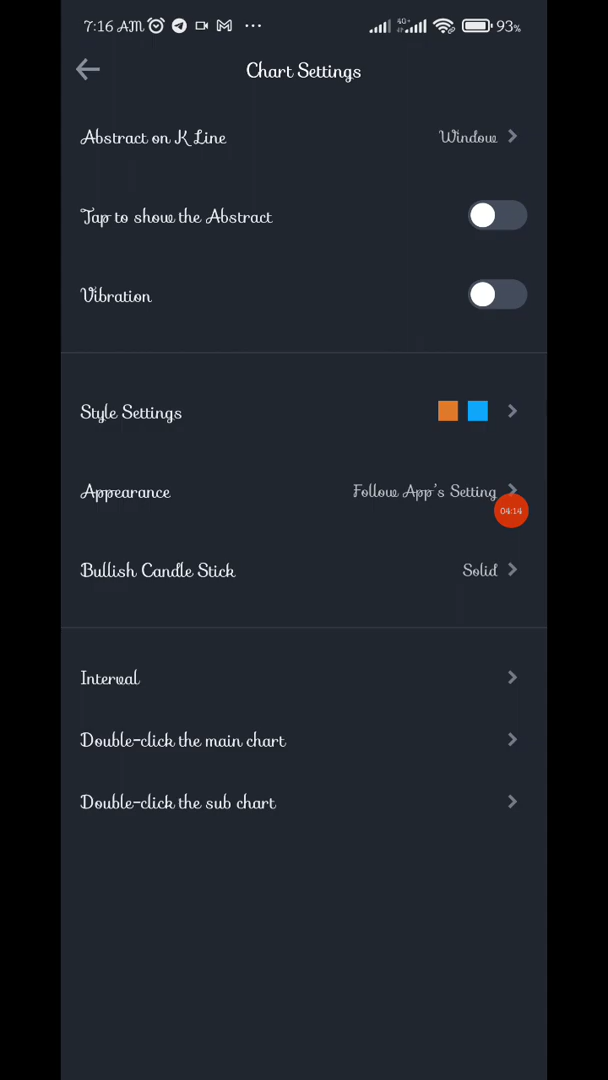 7:16 AM 4G+ 93%
Chart Settings
Abstract on K Line Window
Tap to show the Abstract
Vibration
Style Settings
Appearance Follow App's Setting
04:14
Bullish Candle Stick Solid
Interval
Double-click the main chart
Double-click the sub chart